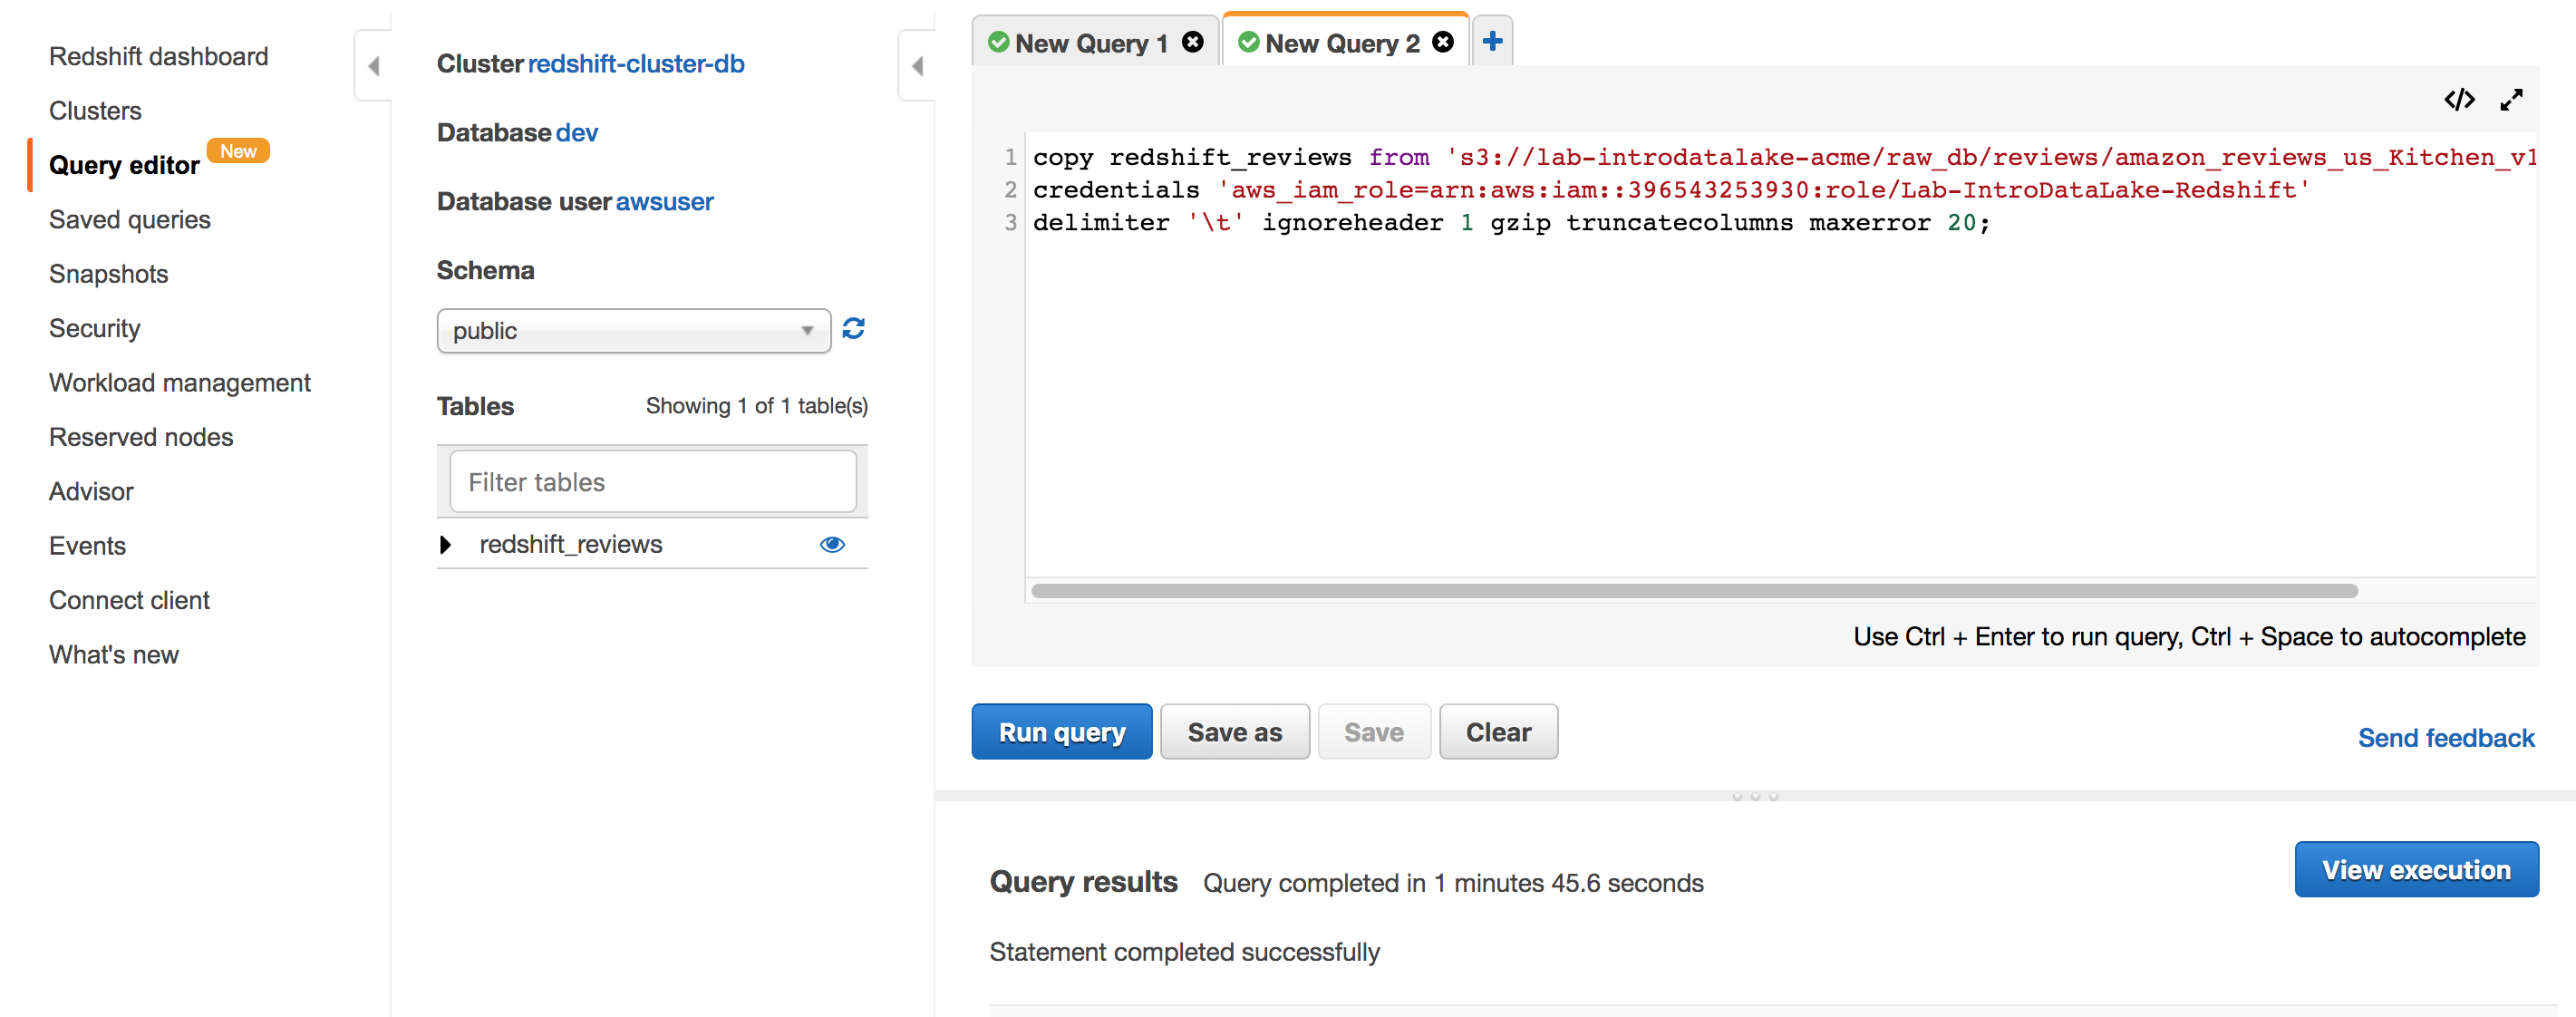 Redshift dashboard
Clusters
Query editor New
Saved queries
Snapshots
Security
Workload management
Reserved nodes
Advisor
Events
Connect client
What's new
Cluster redshift-cluster-db
Database dev
Database user awsuser
Schema
public
Tables Showing 1 of 1 table(s)
Filter tables
redshift_reviews
New Query 1 New Query 2 +
</>
1 copy redshift_reviews from 's3://lab-introdatalake-acme/raw_db/reviews/amazon_reviews_us_Kitchen_v1
2 credentials 'aws_iam_role=arn:aws:iam::396543253930:role/Lab-IntroDataLake-Redshift'
3 delimiter '\t' ignoreheader 1 gzip truncatecolumns maxerror 20;
Use Ctrl + Enter to run query, Ctrl + Space to autocomplete
Run query Save as Save Clear
Send feedback
Query results Query completed in 1 minutes 45.6 seconds
View execution
Statement completed successfully